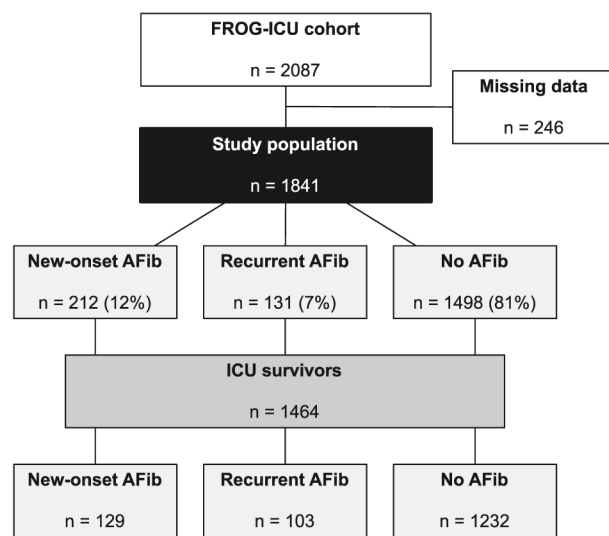 FROG-ICU cohort
n = 2087
Missing data
n = 246
Study population
n = 1841
New-onset AFib
n = 212 (12%)
Recurrent AFib
n = 131 (7%)
No AFib
n = 1498 (81%)
ICU survivors
n = 1464
New-onset AFib
n = 129
Recurrent AFib
n = 103
No AFib
n = 1232